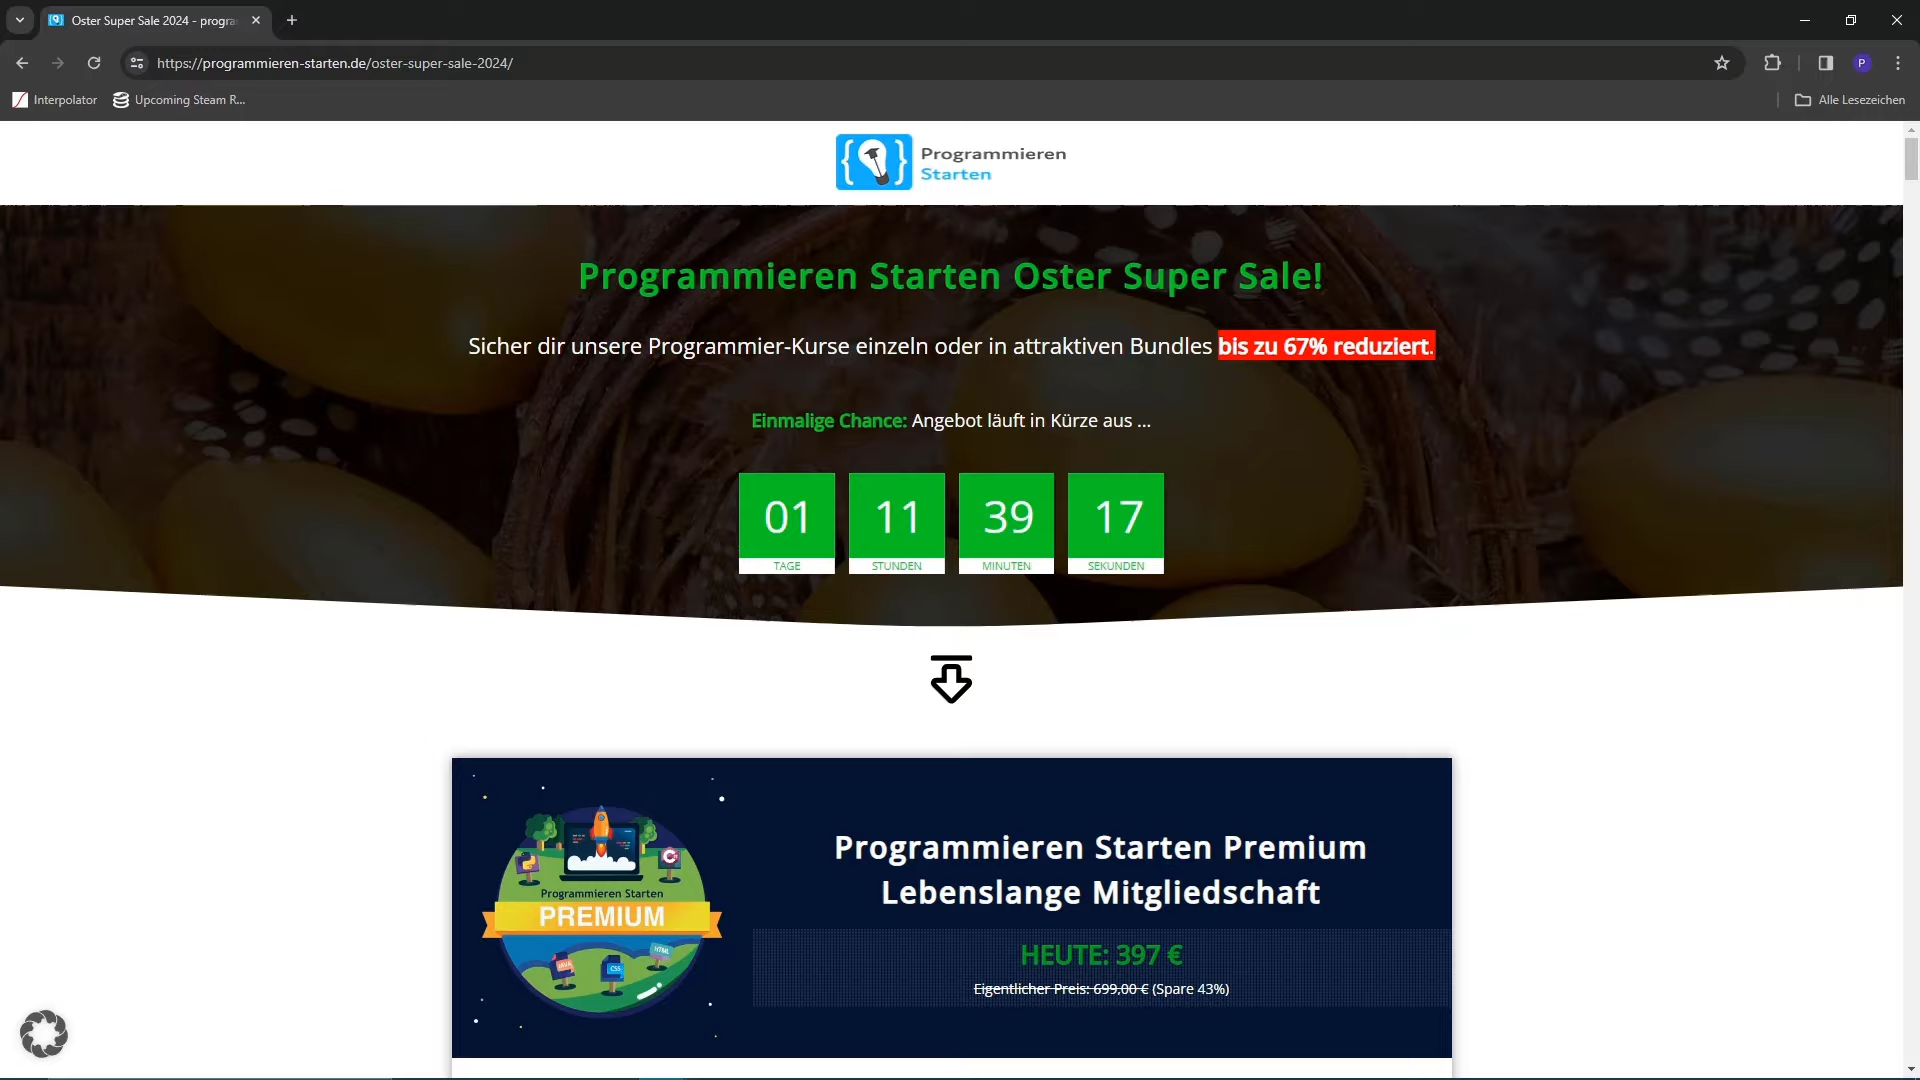 Oster Super Sale 2024 - progra
https://programmieren-starten.de/oster-super-sale-2024/
P
Interpolator
Upcoming Steam R...
Alle Lesezeichen
Programmieren
Starten
Programmieren Starten Oster Super Sale!
Sicher dir unsere Programmier-Kurse einzeln oder in attraktiven Bundles bis zu 67% reduziert.
Einmalige Chance: Angebot läuft in Kürze aus ...
01 11 39 17
TAGE STUNDEN MINUTEN SEKUNDEN
Programmieren Starten
PREMIUM
JAVA
CSS
HTML
Programmieren Starten Premium
Lebenslange Mitgliedschaft
HEUTE: 397 €
Eigentlicher Preis: 699,00 € (Spare 43%)